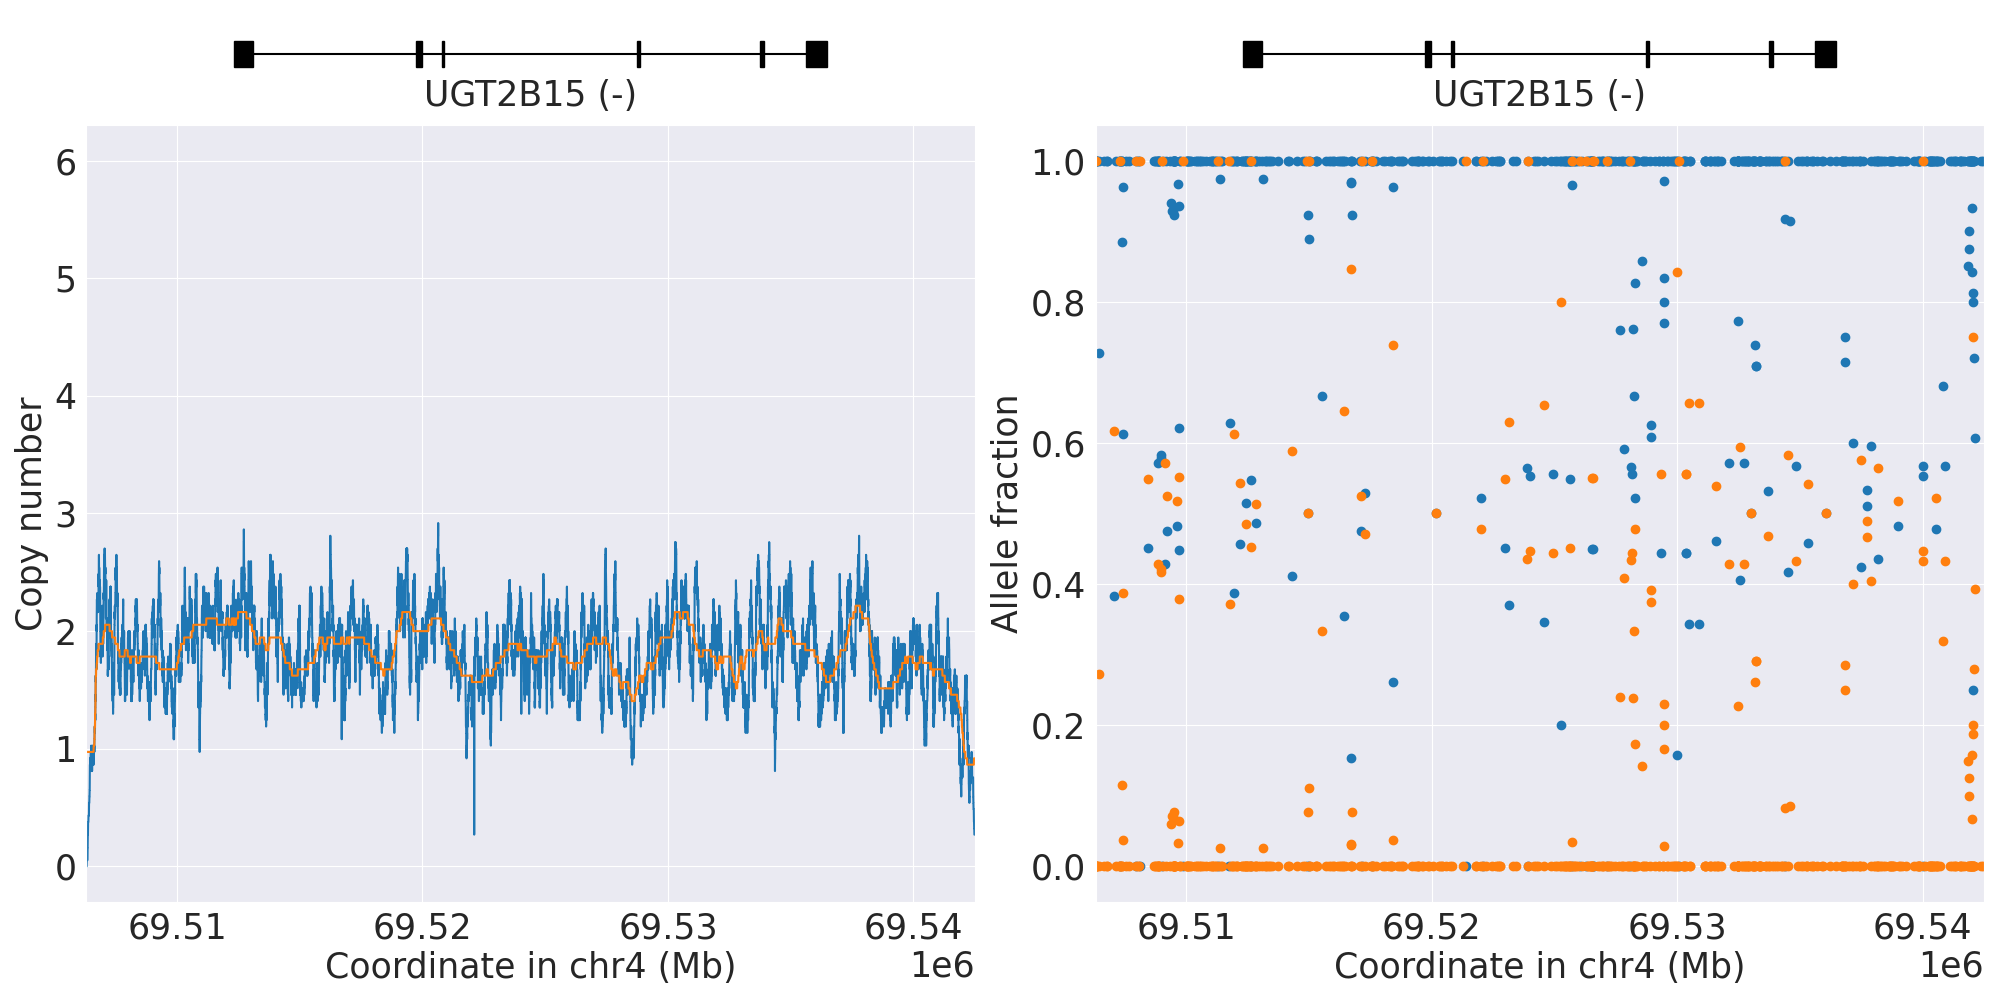 UGT2B15 (-)
Copy number
6
5
4
3
2
1
0
69.51 69.52 69.53 69.54
Coordinate in chr4 (Mb) 1e6
UGT2B15 (-)
Allele fraction
1.0
0.8
0.6
0.4
0.2
0.0
69.51 69.52 69.53 69.54
Coordinate in chr4 (Mb) 1e6